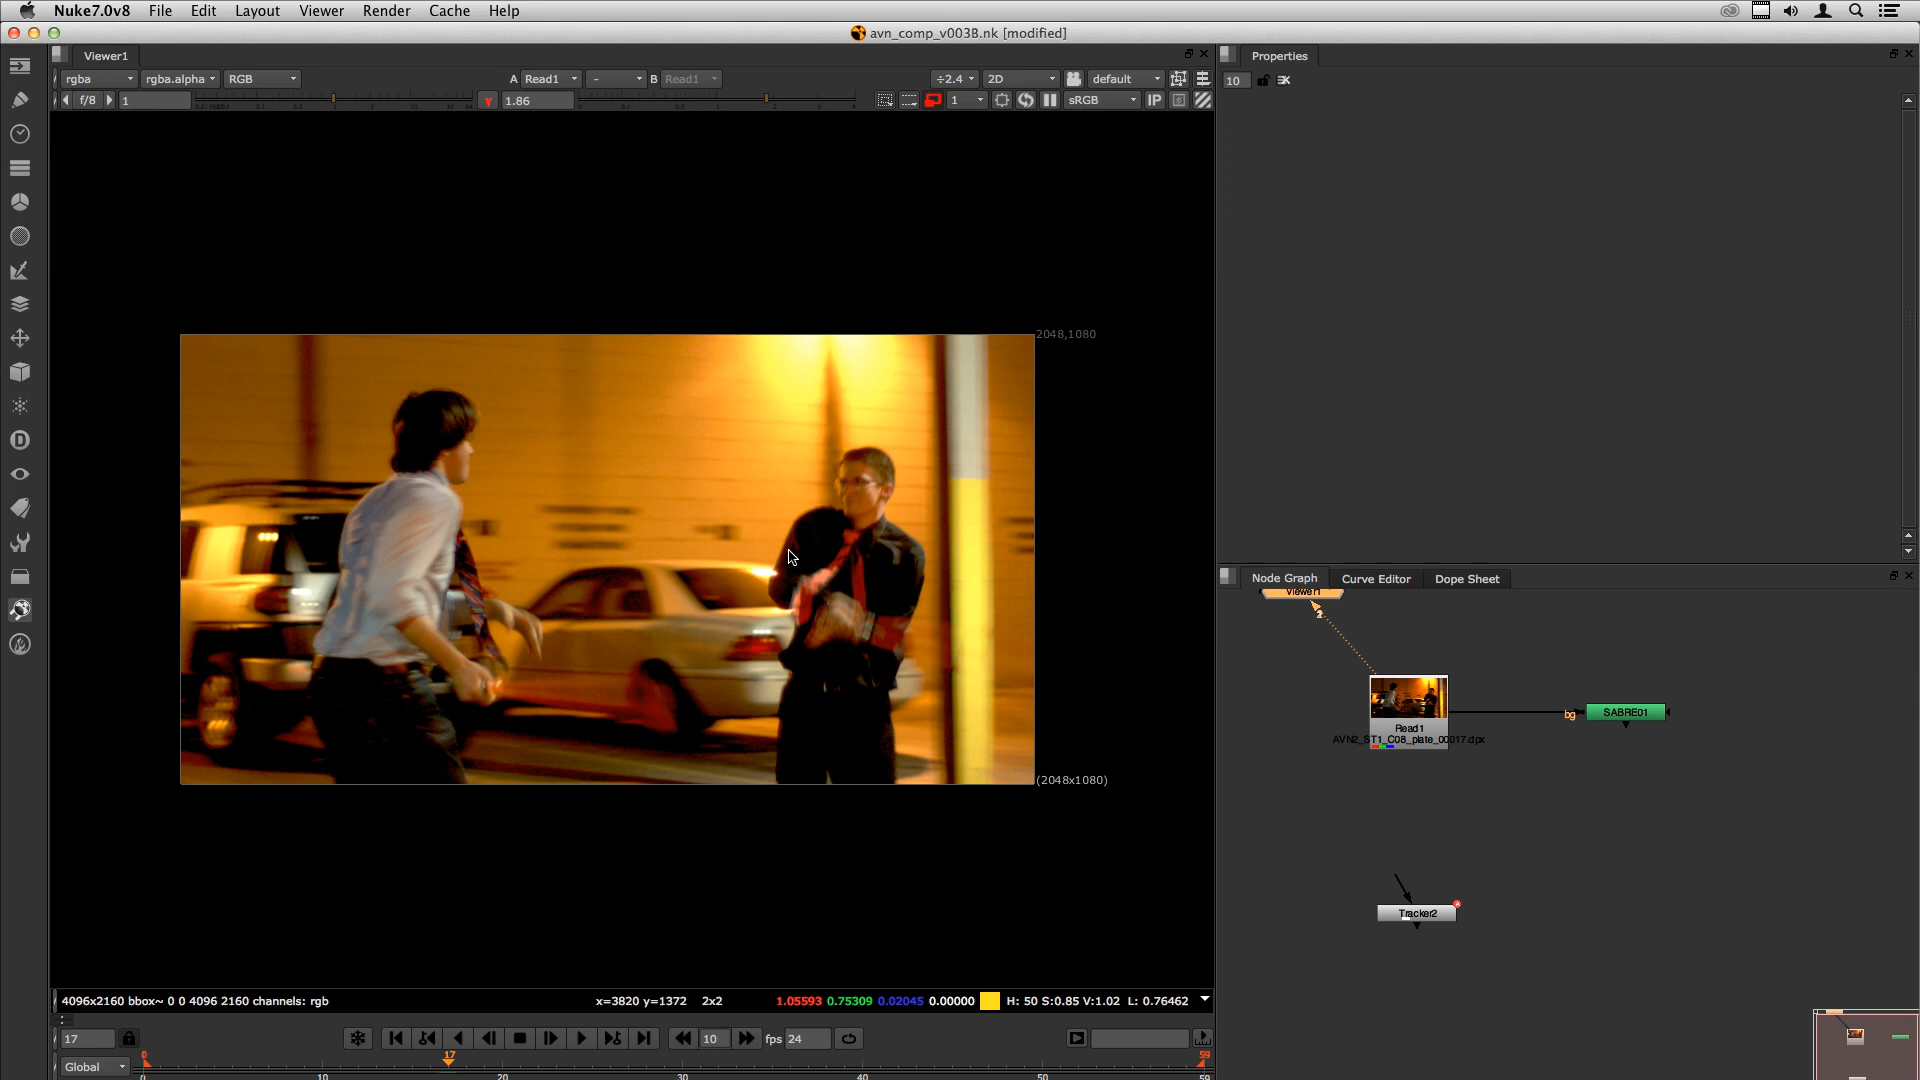 Nuke7.0v8 File Edit Layout Viewer Render Cache Help
avn_comp_v003B.nk [modified]
Viewer1
Properties
rgba rgba.alpha RGB A Read1 - B Read1 ÷2.4 2D default
10
f/8 1 Y 1.86 1 sRGB IP
2048,1080
(2048x1080)
Node Graph Curve Editor Dope Sheet
Viewer1
bg SABRE01
Read1
AVN2_ST1_C08_plate_00017.dpx
Tracker2
4096x2160 bbox~ 0 0 4096 2160 channels: rgb x=3820 y=1372 2x2 1.05593 0.75309 0.02045 0.00000 H: 50 S:0.85 V:1.02 L: 0.76462
17 10 fps 24
0 17 59
Global
0 10 20 30 40 50 59